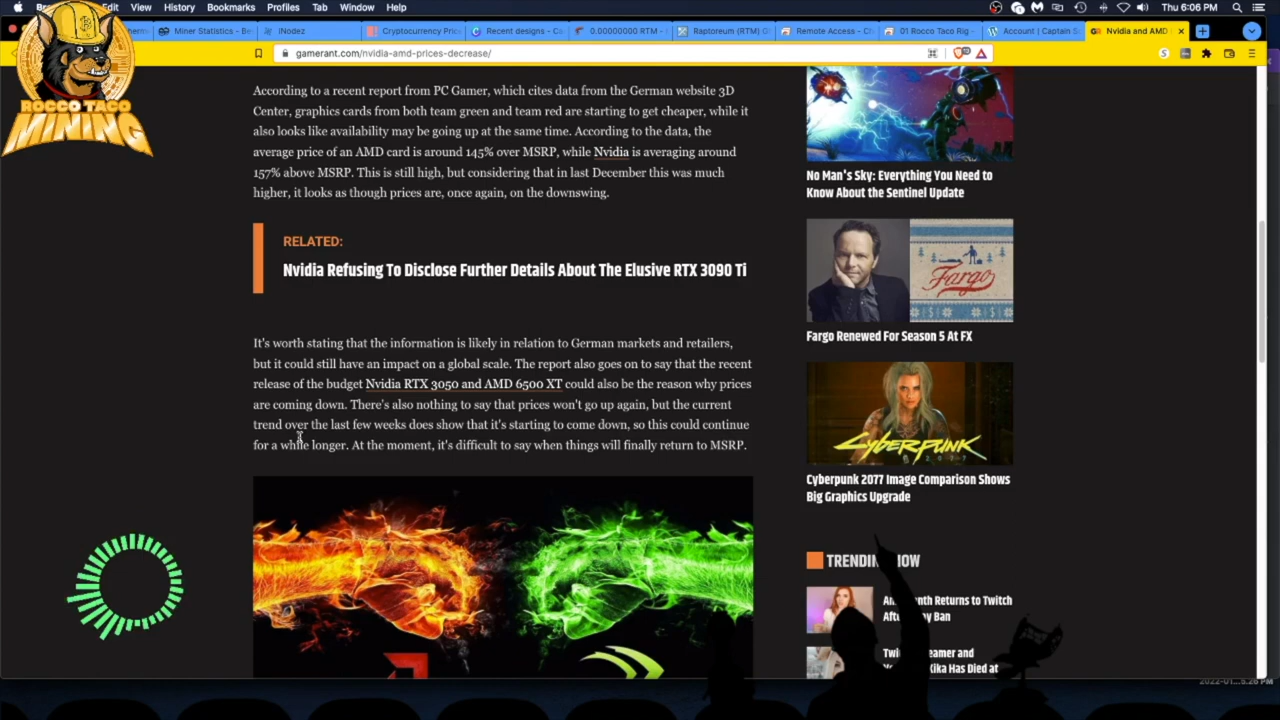 View History Bookmarks Profiles Tab Window Help
Thu 6:06 PM
Miner Statistics - Be
iNodez
Cryptocurrency Pric
Recent designs - Ca
0.00000000 RTM -
Raptoreum (RTM) G
Remote Access - Ch
01 Rocco Taco Rig -
Account | Captain S
Nvidia and AMD
gamerant.com/nvidia-amd-prices-decrease/
ROCCO TACO
MINING
According to a recent report from PC Gamer, which cites data from the German website 3D
Center, graphics cards from both team green and team red are starting to get cheaper, while it
also looks like availability may be going up at the same time. According to the data, the
average price of an AMD card is around 145% over MSRP, while Nvidia is averaging around
157% above MSRP. This is still high, but considering that in last December this was much
higher, it looks as though prices are, once again, on the downswing.
RELATED:
Nvidia Refusing To Disclose Further Details About The Elusive RTX 3090 Ti
It's worth stating that the information is likely in relation to German markets and retailers,
but it could still have an impact on a global scale. The report also goes on to say that the recent
release of the budget Nvidia RTX 3050 and AMD 6500 XT could also be the reason why prices
are coming down. There's also nothing to say that prices won't go up again, but the current
trend over the last few weeks does show that it's starting to come down, so this could continue
for a while longer. At the moment, it's difficult to say when things will finally return to MSRP.
No Man's Sky: Everything You Need to
Know About the Sentinel Update
Fargo
Fargo Renewed For Season 5 At FX
CYBERPUNK
Cyberpunk 2077 Image Comparison Shows
Big Graphics Upgrade
TRENDING NOW
Returns to Twitch
Ban
and
Kika Has Died at